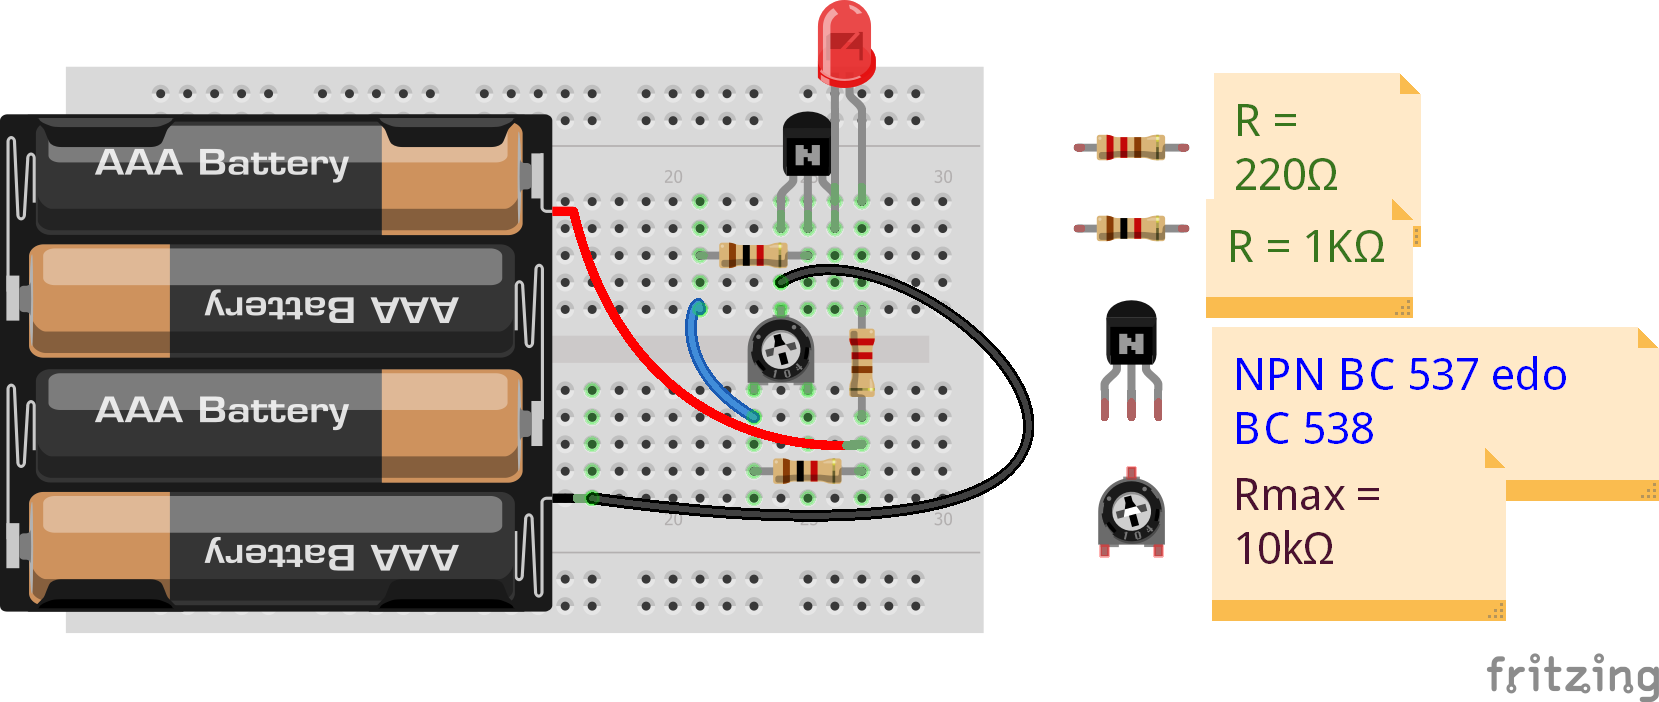 AAA Battery
AAA Battery
AAA Battery
AAA Battery
20
30
N
104
20
25
30
R =
220Ω
R = 1KΩ
N
NPN BC 537 edo
BC 538
Rmax =
10kΩ
104
fritzing